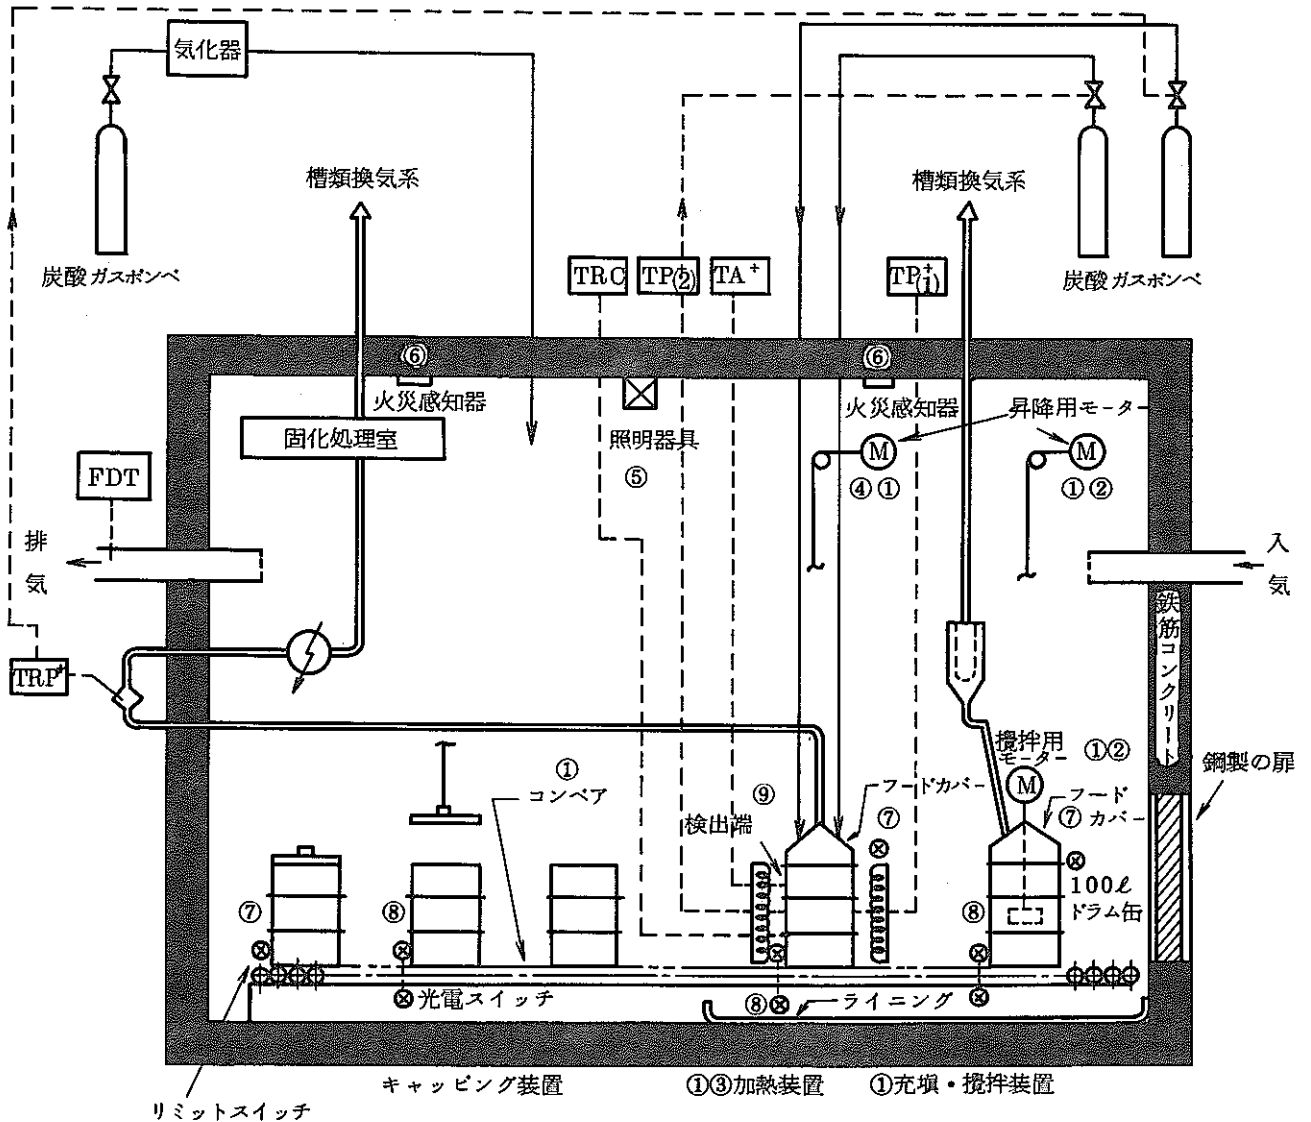 気化器
槽類換気系
槽類換気系
炭酸ガスボンベ
TRC
TP⁺(2)
TA⁺
TP⁺(1)
炭酸ガスボンベ
⑥
⑥
火災感知器
火災感知器
昇降用モーター
固化処理室
照明器具
M
M
FDT
⑤
④①
①②
排気
入気
鉄筋コンクリート
TRP⁺
攪拌用モーター
①②
鋼製の扉
M
①
コンベア
⑨
フードカバー
検出端
⑦
フードカバー
⑦
100ℓ
ドラム缶
⑦
⑧
⑧
光電スイッチ
⑧
ライニング
キャッピング装置
①③加熱装置
①充塡・攪拌装置
リミットスイッチ